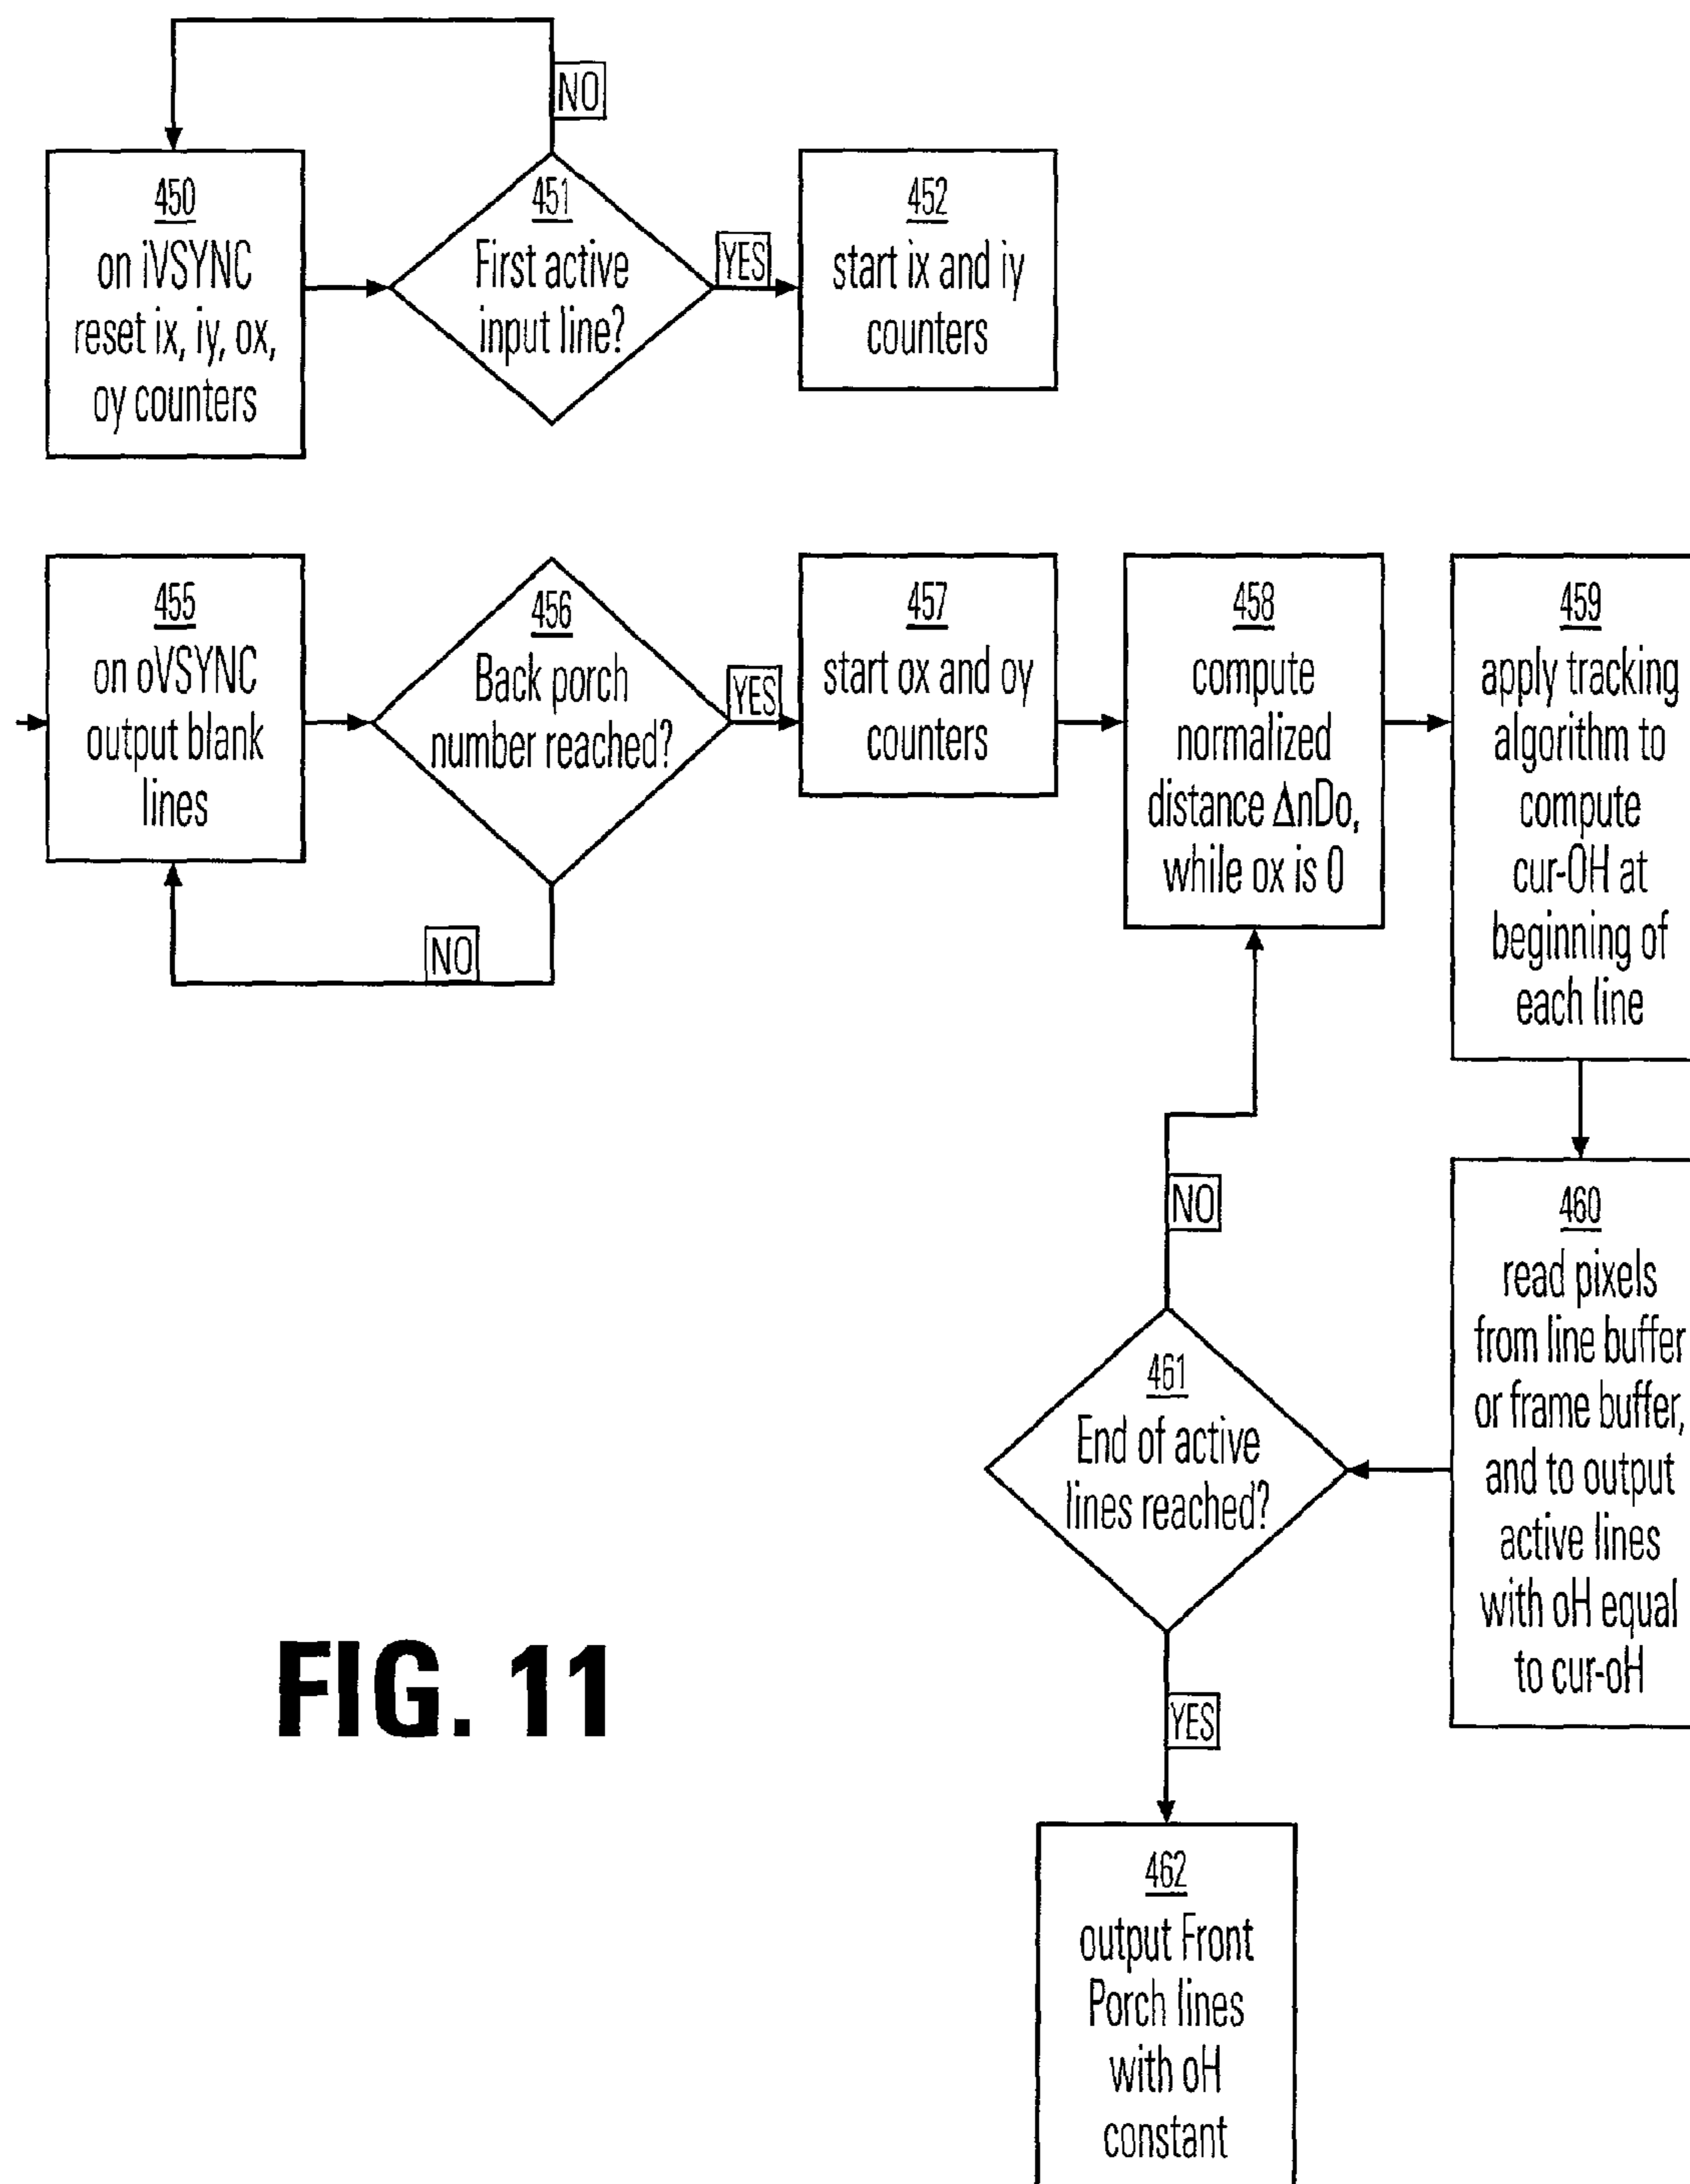 NO
450
on iVSYNC
reset ix, iy, ox,
oy counters
451
First active
input line?
YES
452
start ix and iy
counters
455
on oVSYNC
output blank
lines
456
Back porch
number reached?
YES
NO
457
start ox and oy
counters
458
compute
normalized
distance ΔnDo,
while ox is 0
459
apply tracking
algorithm to
compute
cur-OH at
beginning of
each line
460
read pixels
from line buffer
or frame buffer,
and to output
active lines
with oH equal
to cur-oH
NO
461
End of active
lines reached?
YES
462
output Front
Porch lines
with oH
constant
FIG. 11